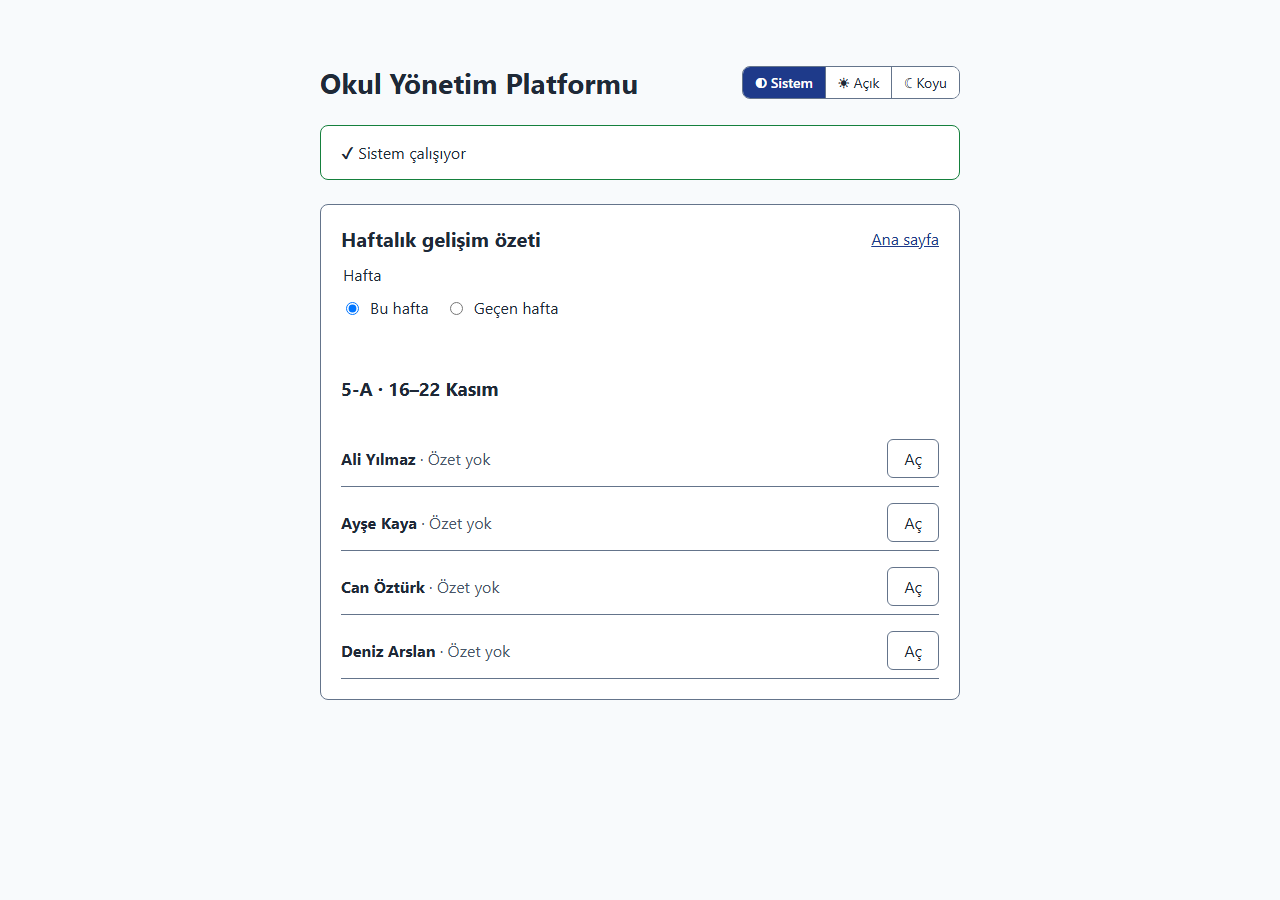 Okul Yönetim Platformu
◐ Sistem ☀ Açık ☾ Koyu
✓ Sistem çalışıyor
Haftalık gelişim özeti Ana sayfa
Hafta
Bu hafta Geçen hafta
5-A · 16–22 Kasım
Ali Yılmaz · Özet yok Aç
Ayşe Kaya · Özet yok Aç
Can Öztürk · Özet yok Aç
Deniz Arslan · Özet yok Aç